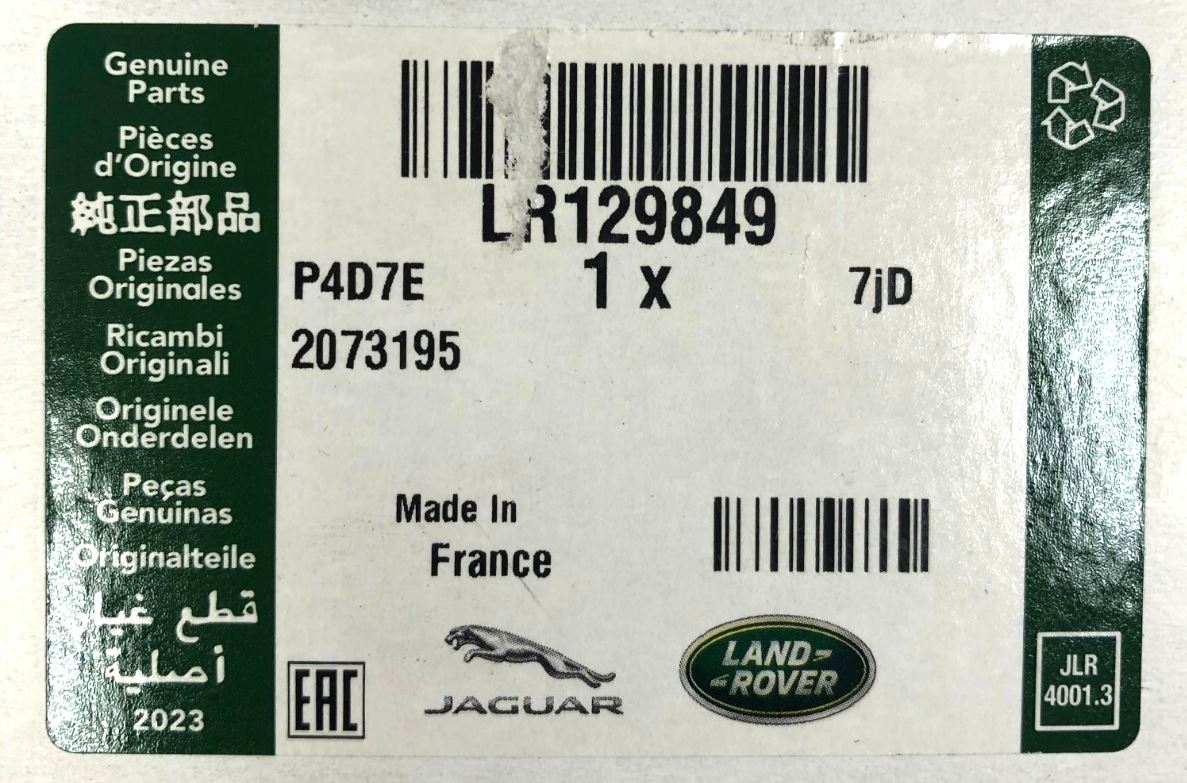 Genuine
Parts
Pièces
d'Origine
純正部品
Piezas
Originales
Ricambi
Originali
Originele
Onderdelen
Peças
Genuinas
Originalteile
قطع غيار
أصلية
2023
LR129849
P4D7E
1 x
7jD
2073195
Made In
France
EAC
JAGUAR
LAND-
-ROVER
JLR
4001.3